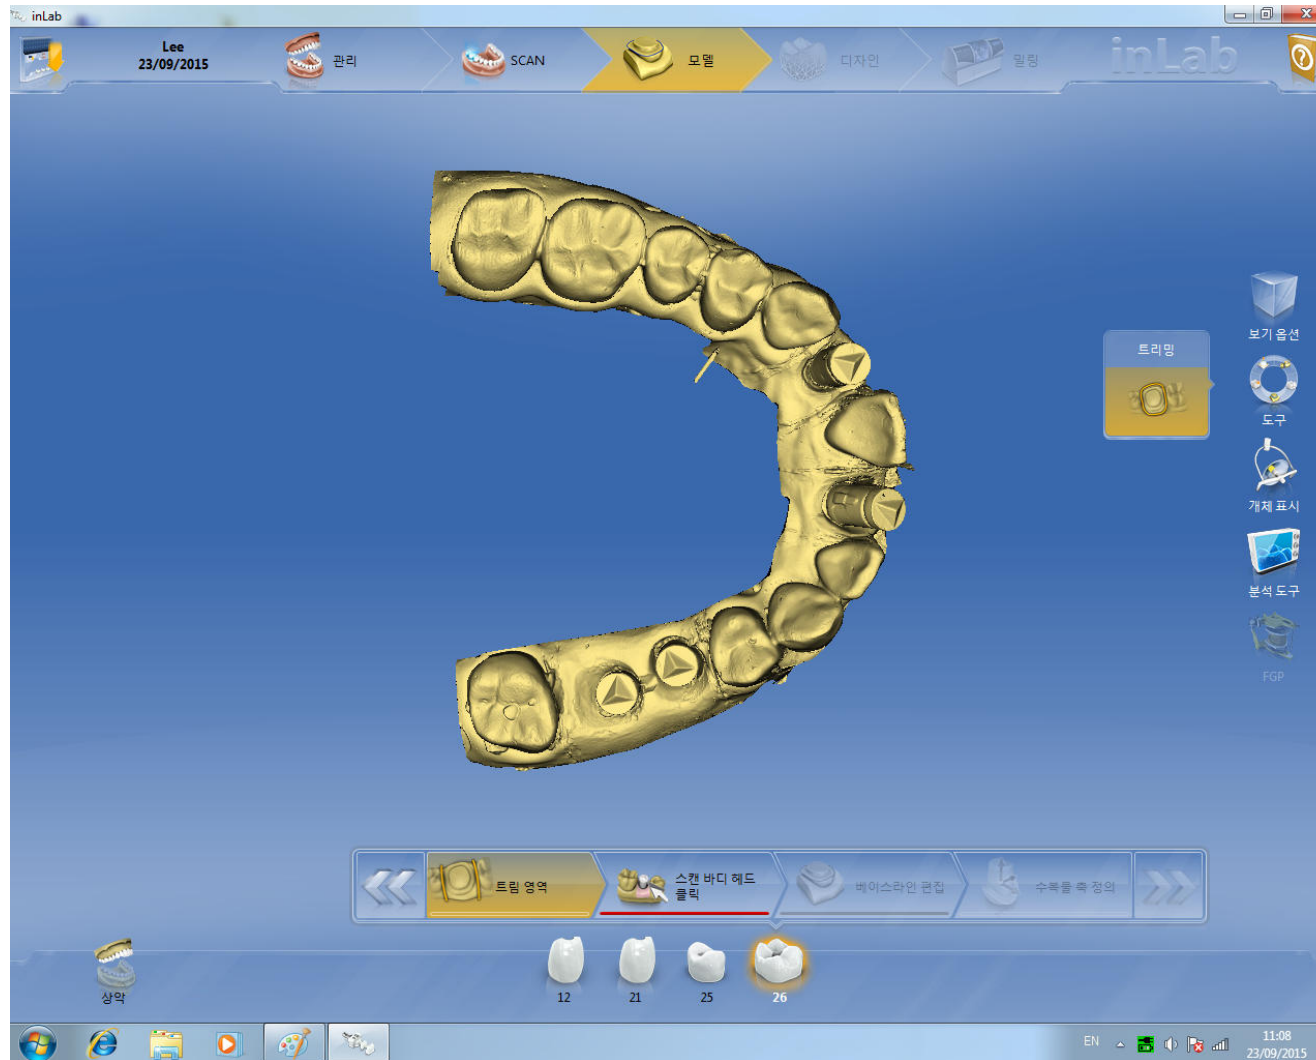 inLab
Lee
23/09/2015
관리
SCAN
모델
디자인
밀링
inLab
트리밍
보기 옵션
도구
개체 표시
분석 도구
FGP
트림 영역
스캔 바디 헤드
클릭
베이스라인 편집
수복물 축 정의
상악
12
21
25
26
EN
11:08
23/09/2015